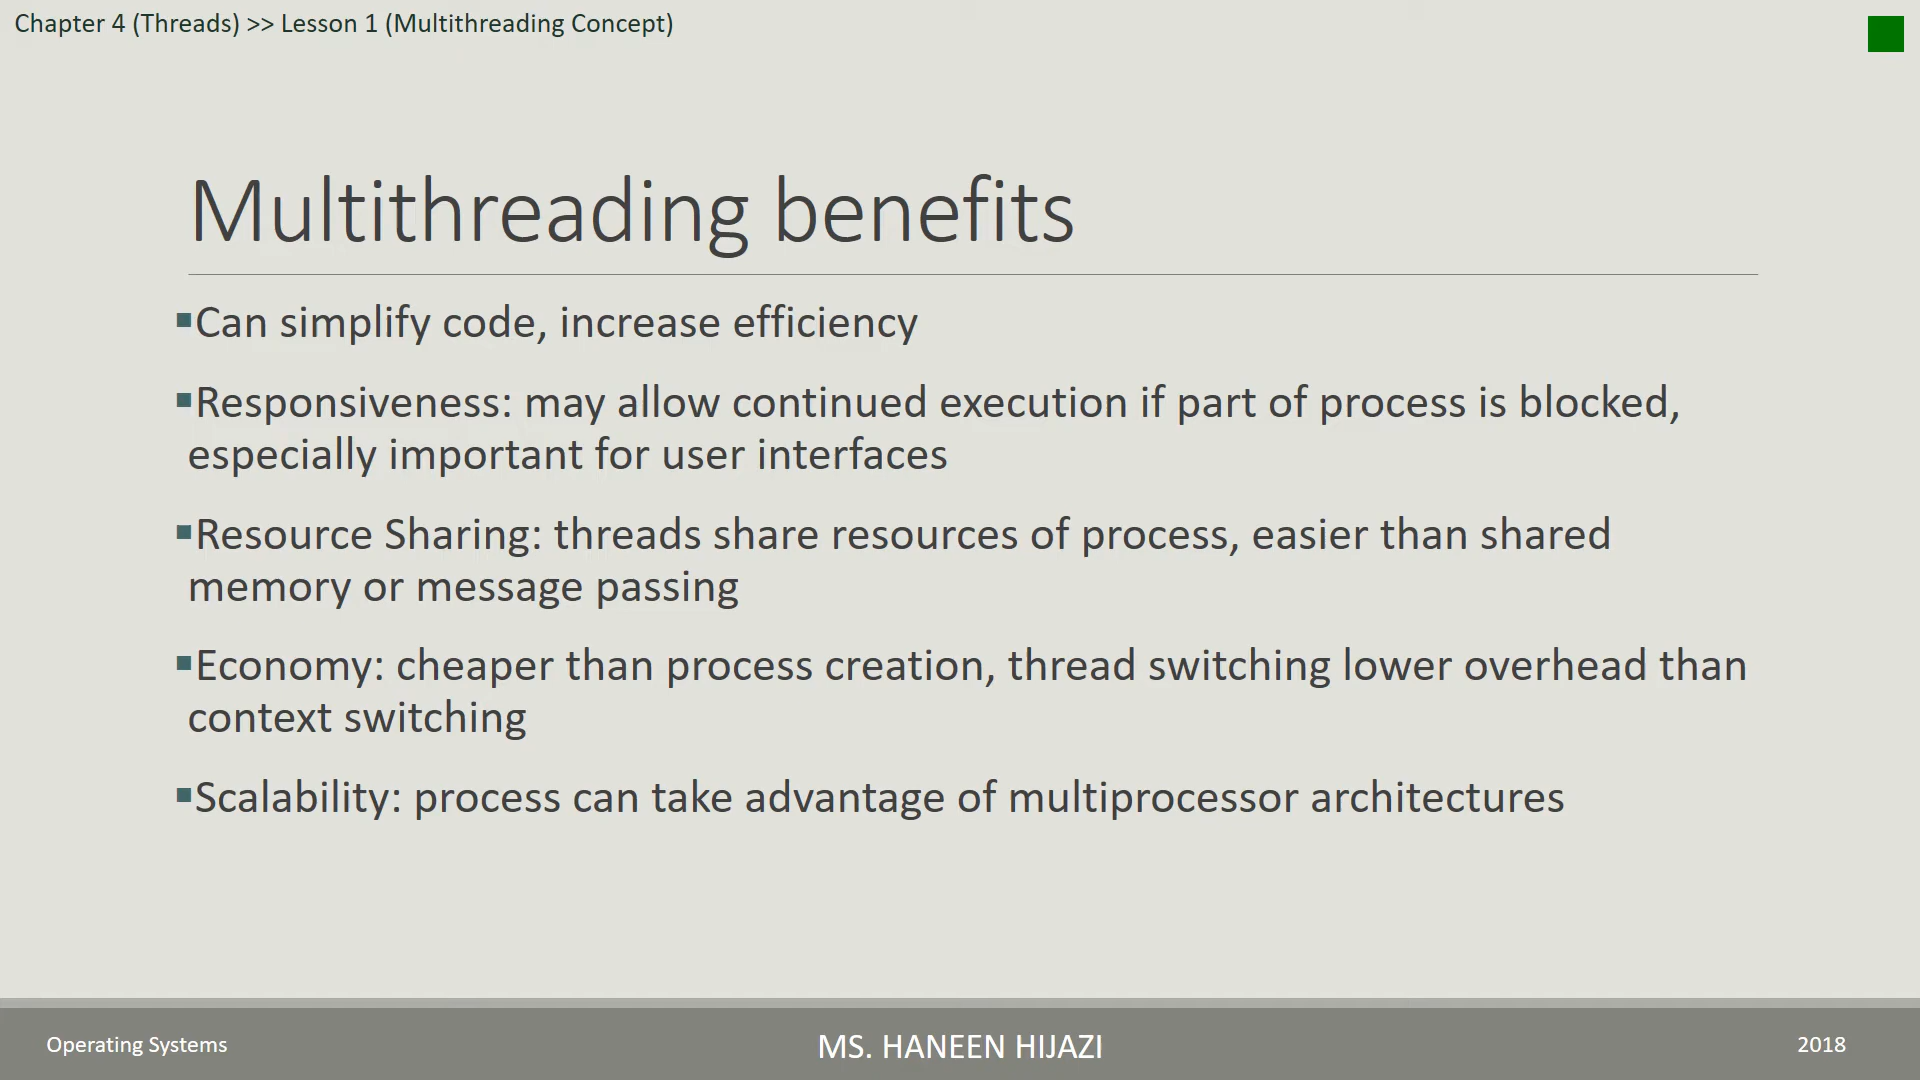 Chapter 4 (Threads) >> Lesson 1 (Multithreading Concept)
Multithreading benefits
▪Can simplify code, increase efficiency
▪Responsiveness: may allow continued execution if part of process is blocked,
especially important for user interfaces
▪Resource Sharing: threads share resources of process, easier than shared
memory or message passing
▪Economy: cheaper than process creation, thread switching lower overhead than
context switching
▪Scalability: process can take advantage of multiprocessor architectures
Operating Systems
MS. HANEEN HIJAZI
2018